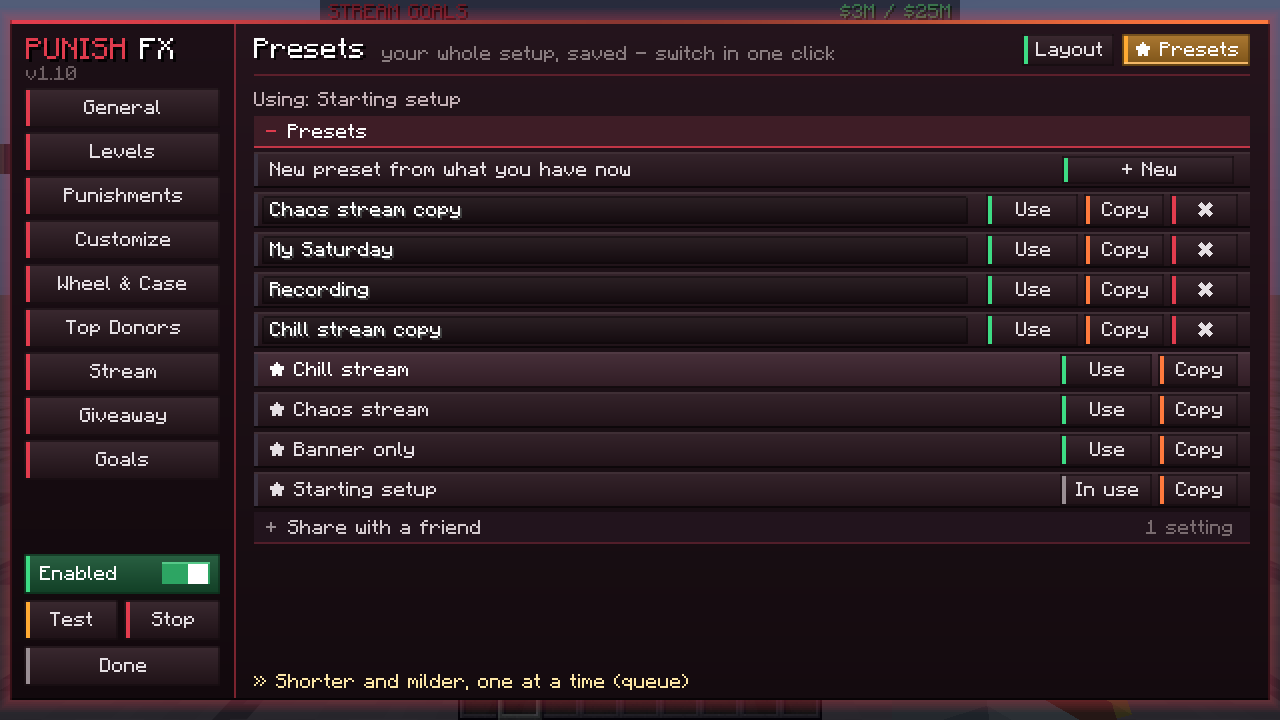 STREAM GOALS $3M / $25M
PUNISH FX
v1.10
General
Levels
Punishments
Customize
Wheel & Case
Top Donors
Stream
Giveaway
Goals
Enabled
Test Stop
Done
Presets your whole setup, saved - switch in one click Layout Presets
Using: Starting setup
- Presets
New preset from what you have now + New
Chaos stream copy Use Copy ✖
My Saturday Use Copy ✖
Recording Use Copy ✖
Chill stream copy Use Copy ✖
Chill stream Use Copy
Chaos stream Use Copy
Banner only Use Copy
Starting setup In use Copy
+ Share with a friend 1 setting
» Shorter and milder, one at a time (queue)